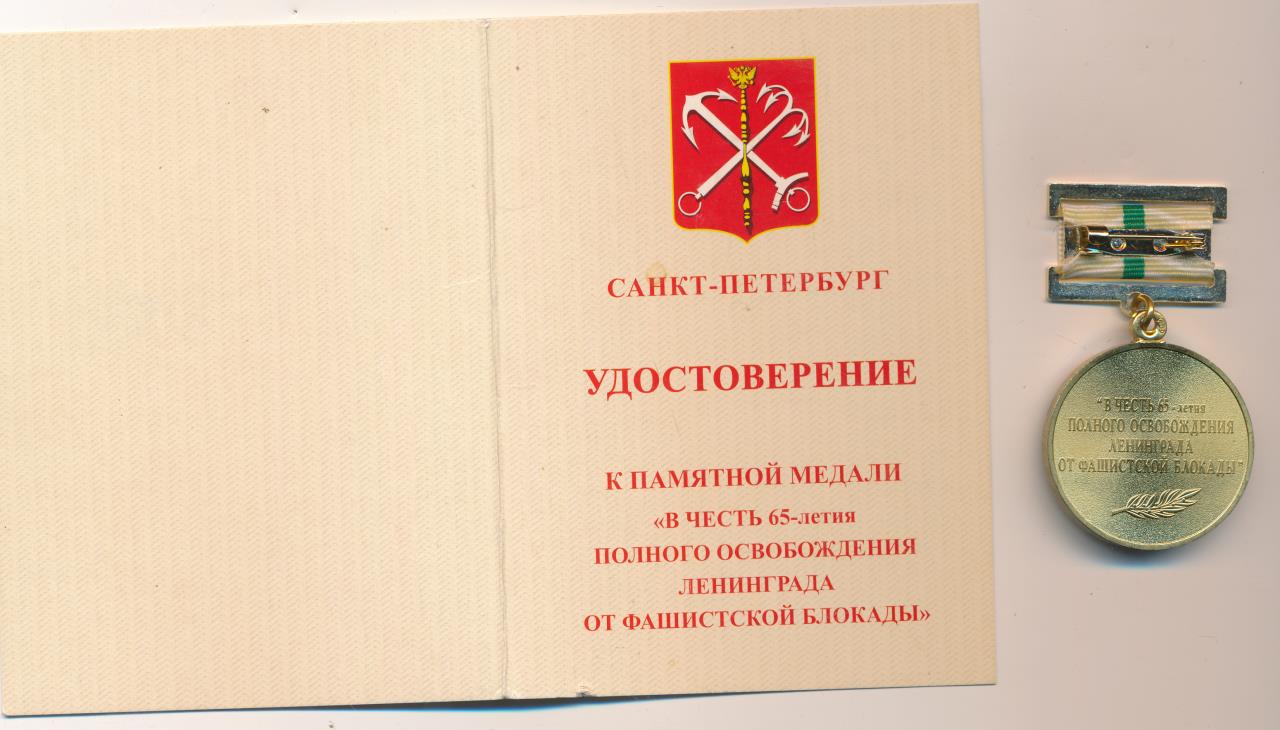 САНКТ-ПЕТЕРБУРГ
УДОСТОВЕРЕНИЕ
К ПАМЯТНОЙ МЕДАЛИ
«В ЧЕСТЬ 65-летия
ПОЛНОГО ОСВОБОЖДЕНИЯ
ЛЕНИНГРАДА
ОТ ФАШИСТСКОЙ БЛОКАДЫ»
"В ЧЕСТЬ 65-летия
ПОЛНОГО ОСВОБОЖДЕНИЯ
ЛЕНИНГРАДА
ОТ ФАШИСТСКОЙ БЛОКАДЫ"